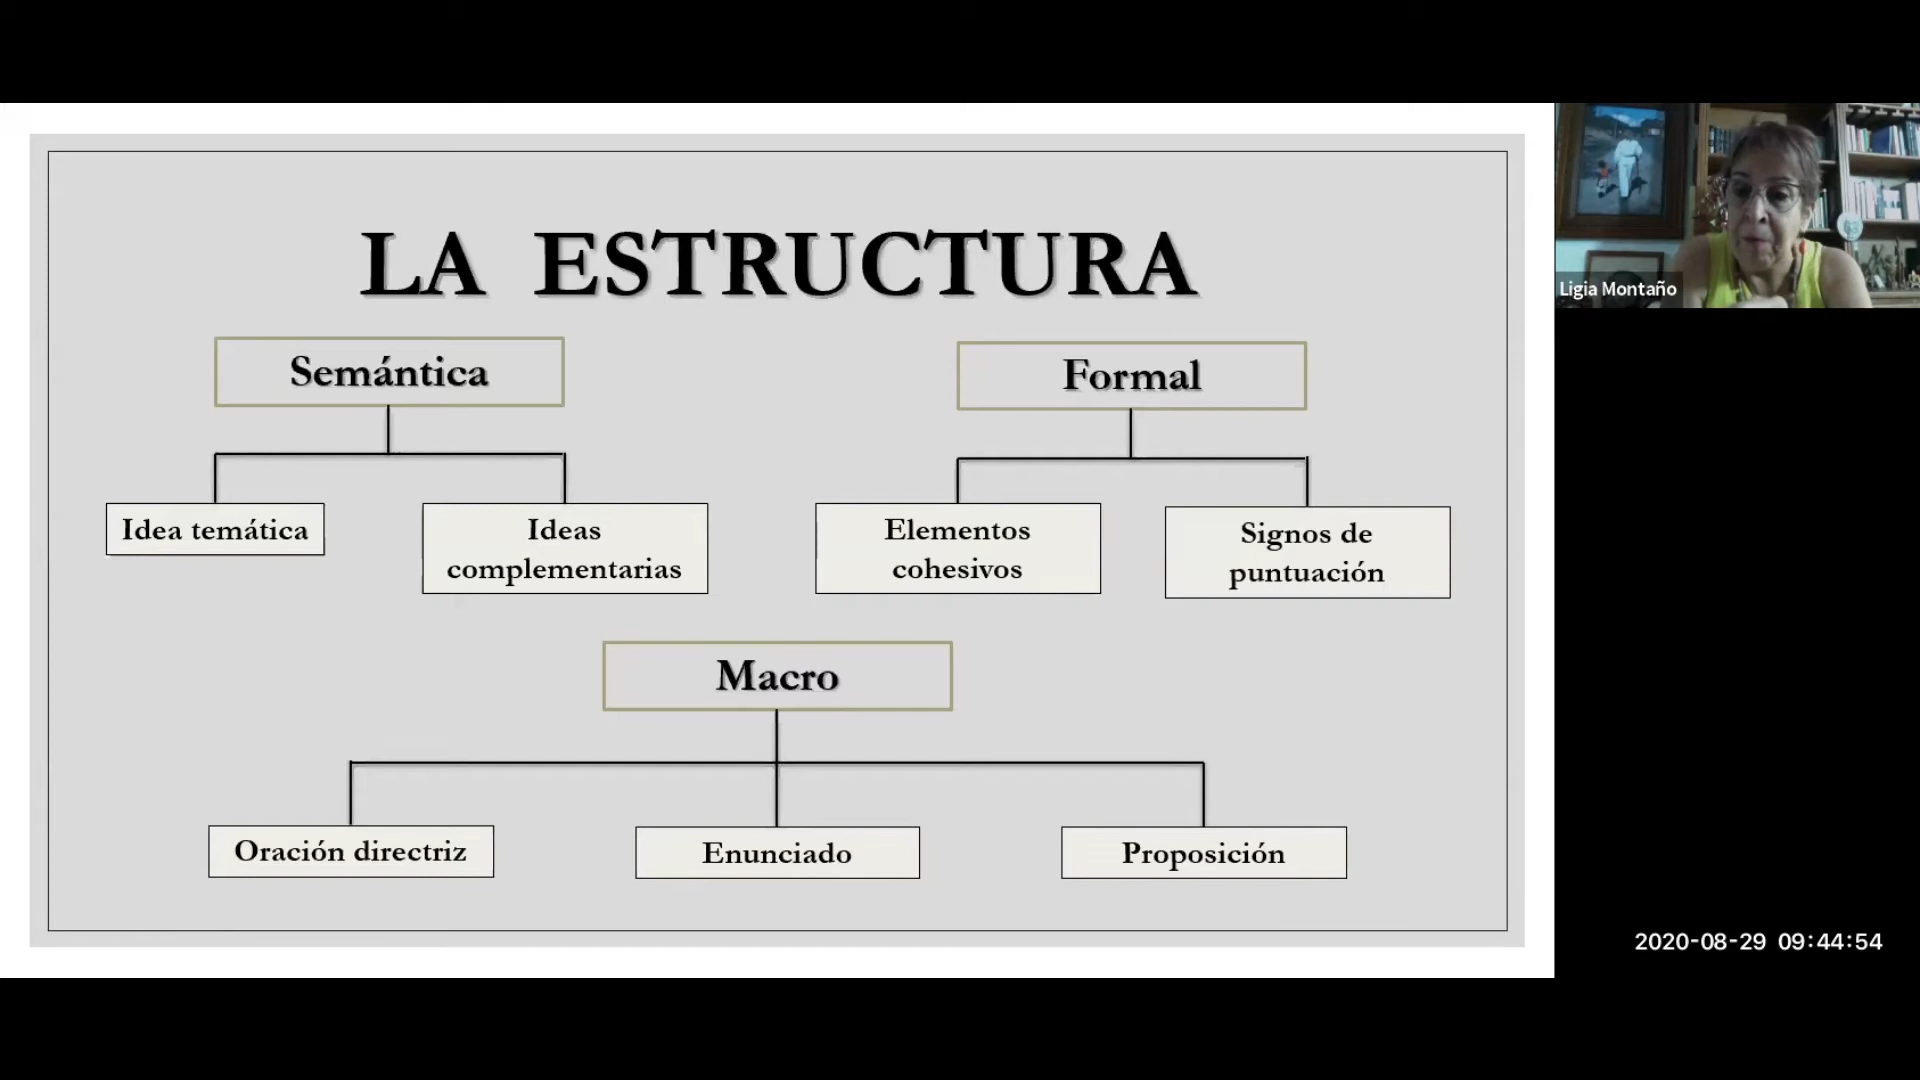 LA ESTRUCTURA
Semántica
Formal
Idea temática
Ideas
complementarias
Elementos
cohesivos
Signos de
puntuación
Macro
Oración directriz
Enunciado
Proposición
Ligia Montaño
2020-08-29 09:44:54